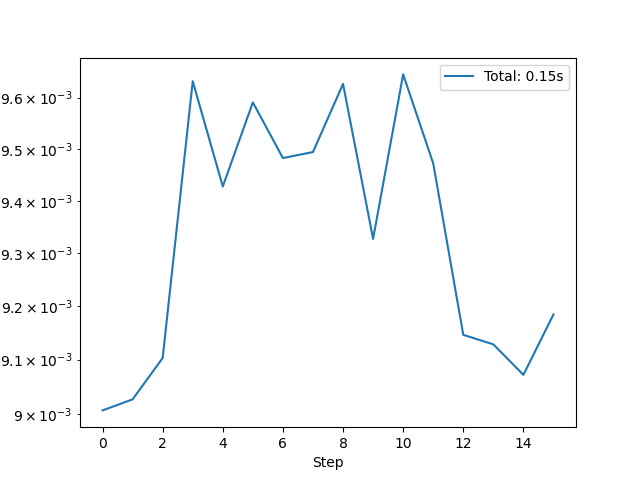 Total: 0.15s
9.6 × 10⁻³
9.5 × 10⁻³
9.4 × 10⁻³
9.3 × 10⁻³
9.2 × 10⁻³
9.1 × 10⁻³
9 × 10⁻³
0 2 4 6 8 10 12 14
Step